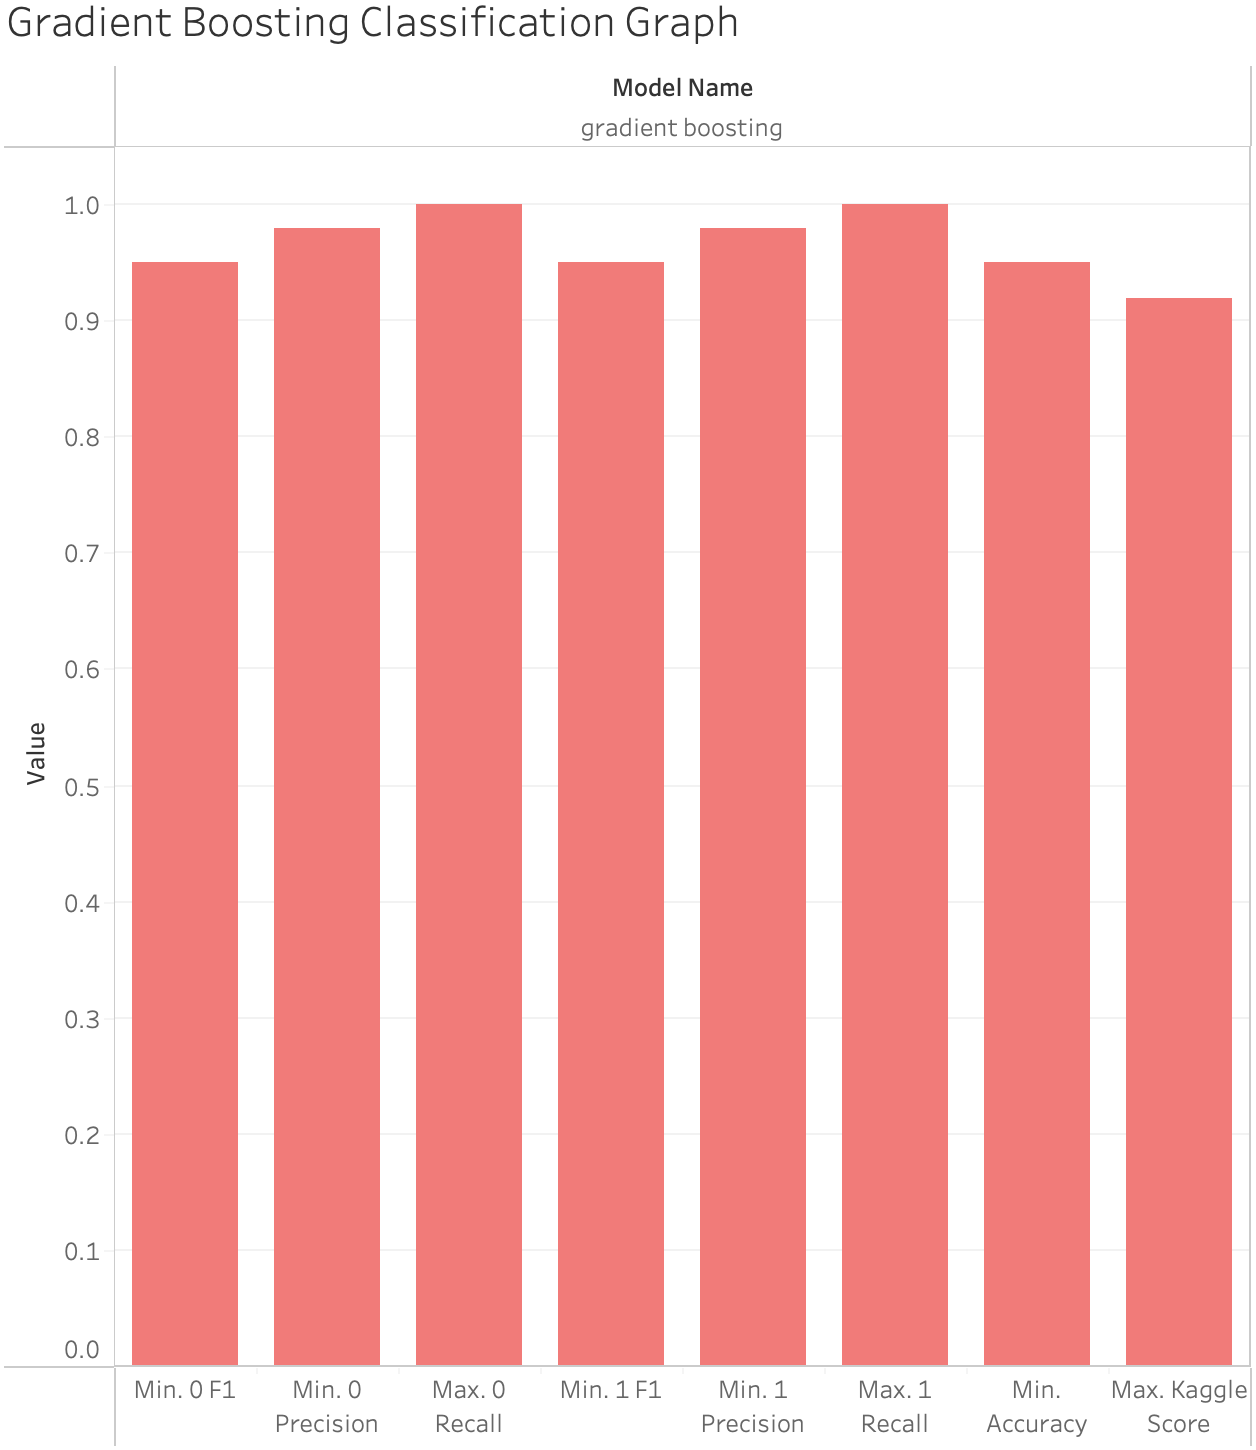 Gradient Boosting Classification Graph
Model Name
gradient boosting
1.0
0.9
0.8
0.7
0.6
0.5
0.4
0.3
0.2
0.1
0.0
Value
Min. 0 F1
Min. 0
Precision
Max. 0
Recall
Min. 1 F1
Min. 1
Precision
Max. 1
Recall
Min.
Accuracy
Max. Kaggle
Score